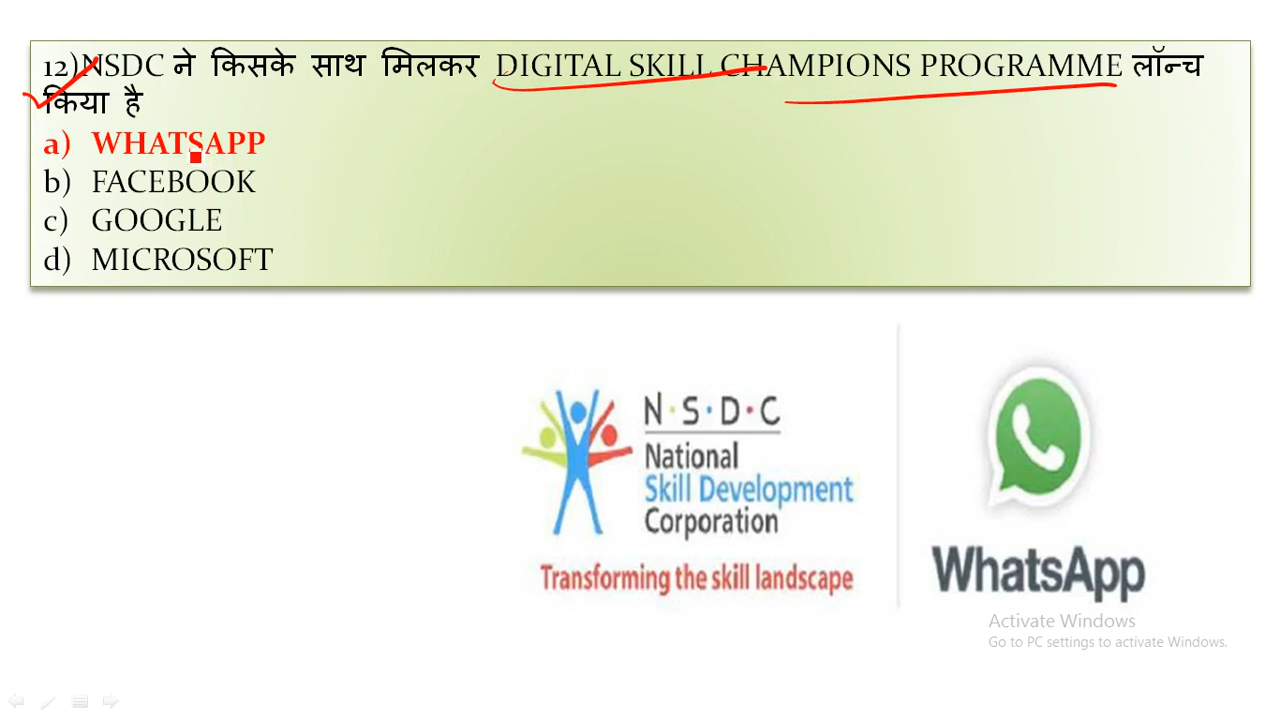 12)NSDC ने किसके साथ मिलकर DIGITAL SKILL CHAMPIONS PROGRAMME लॉन्च
किया है
a) WHATSAPP
b) FACEBOOK
c) GOOGLE
d) MICROSOFT
N·S·D·C
National
Skill Development
Corporation
Transforming the skill landscape
WhatsApp
Activate Windows
Go to PC settings to activate Windows.